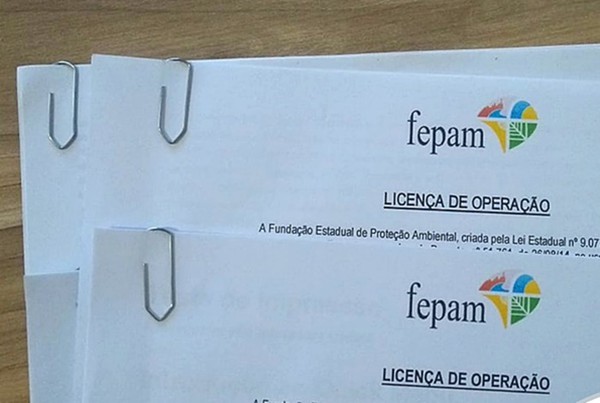 fepam
LICENÇA DE OPERAÇÃO
A Fundação Estadual de Proteção Ambiental, criada pela Lei Estadual nº 9.07
fepam
LICENÇA DE OPERAÇÃO